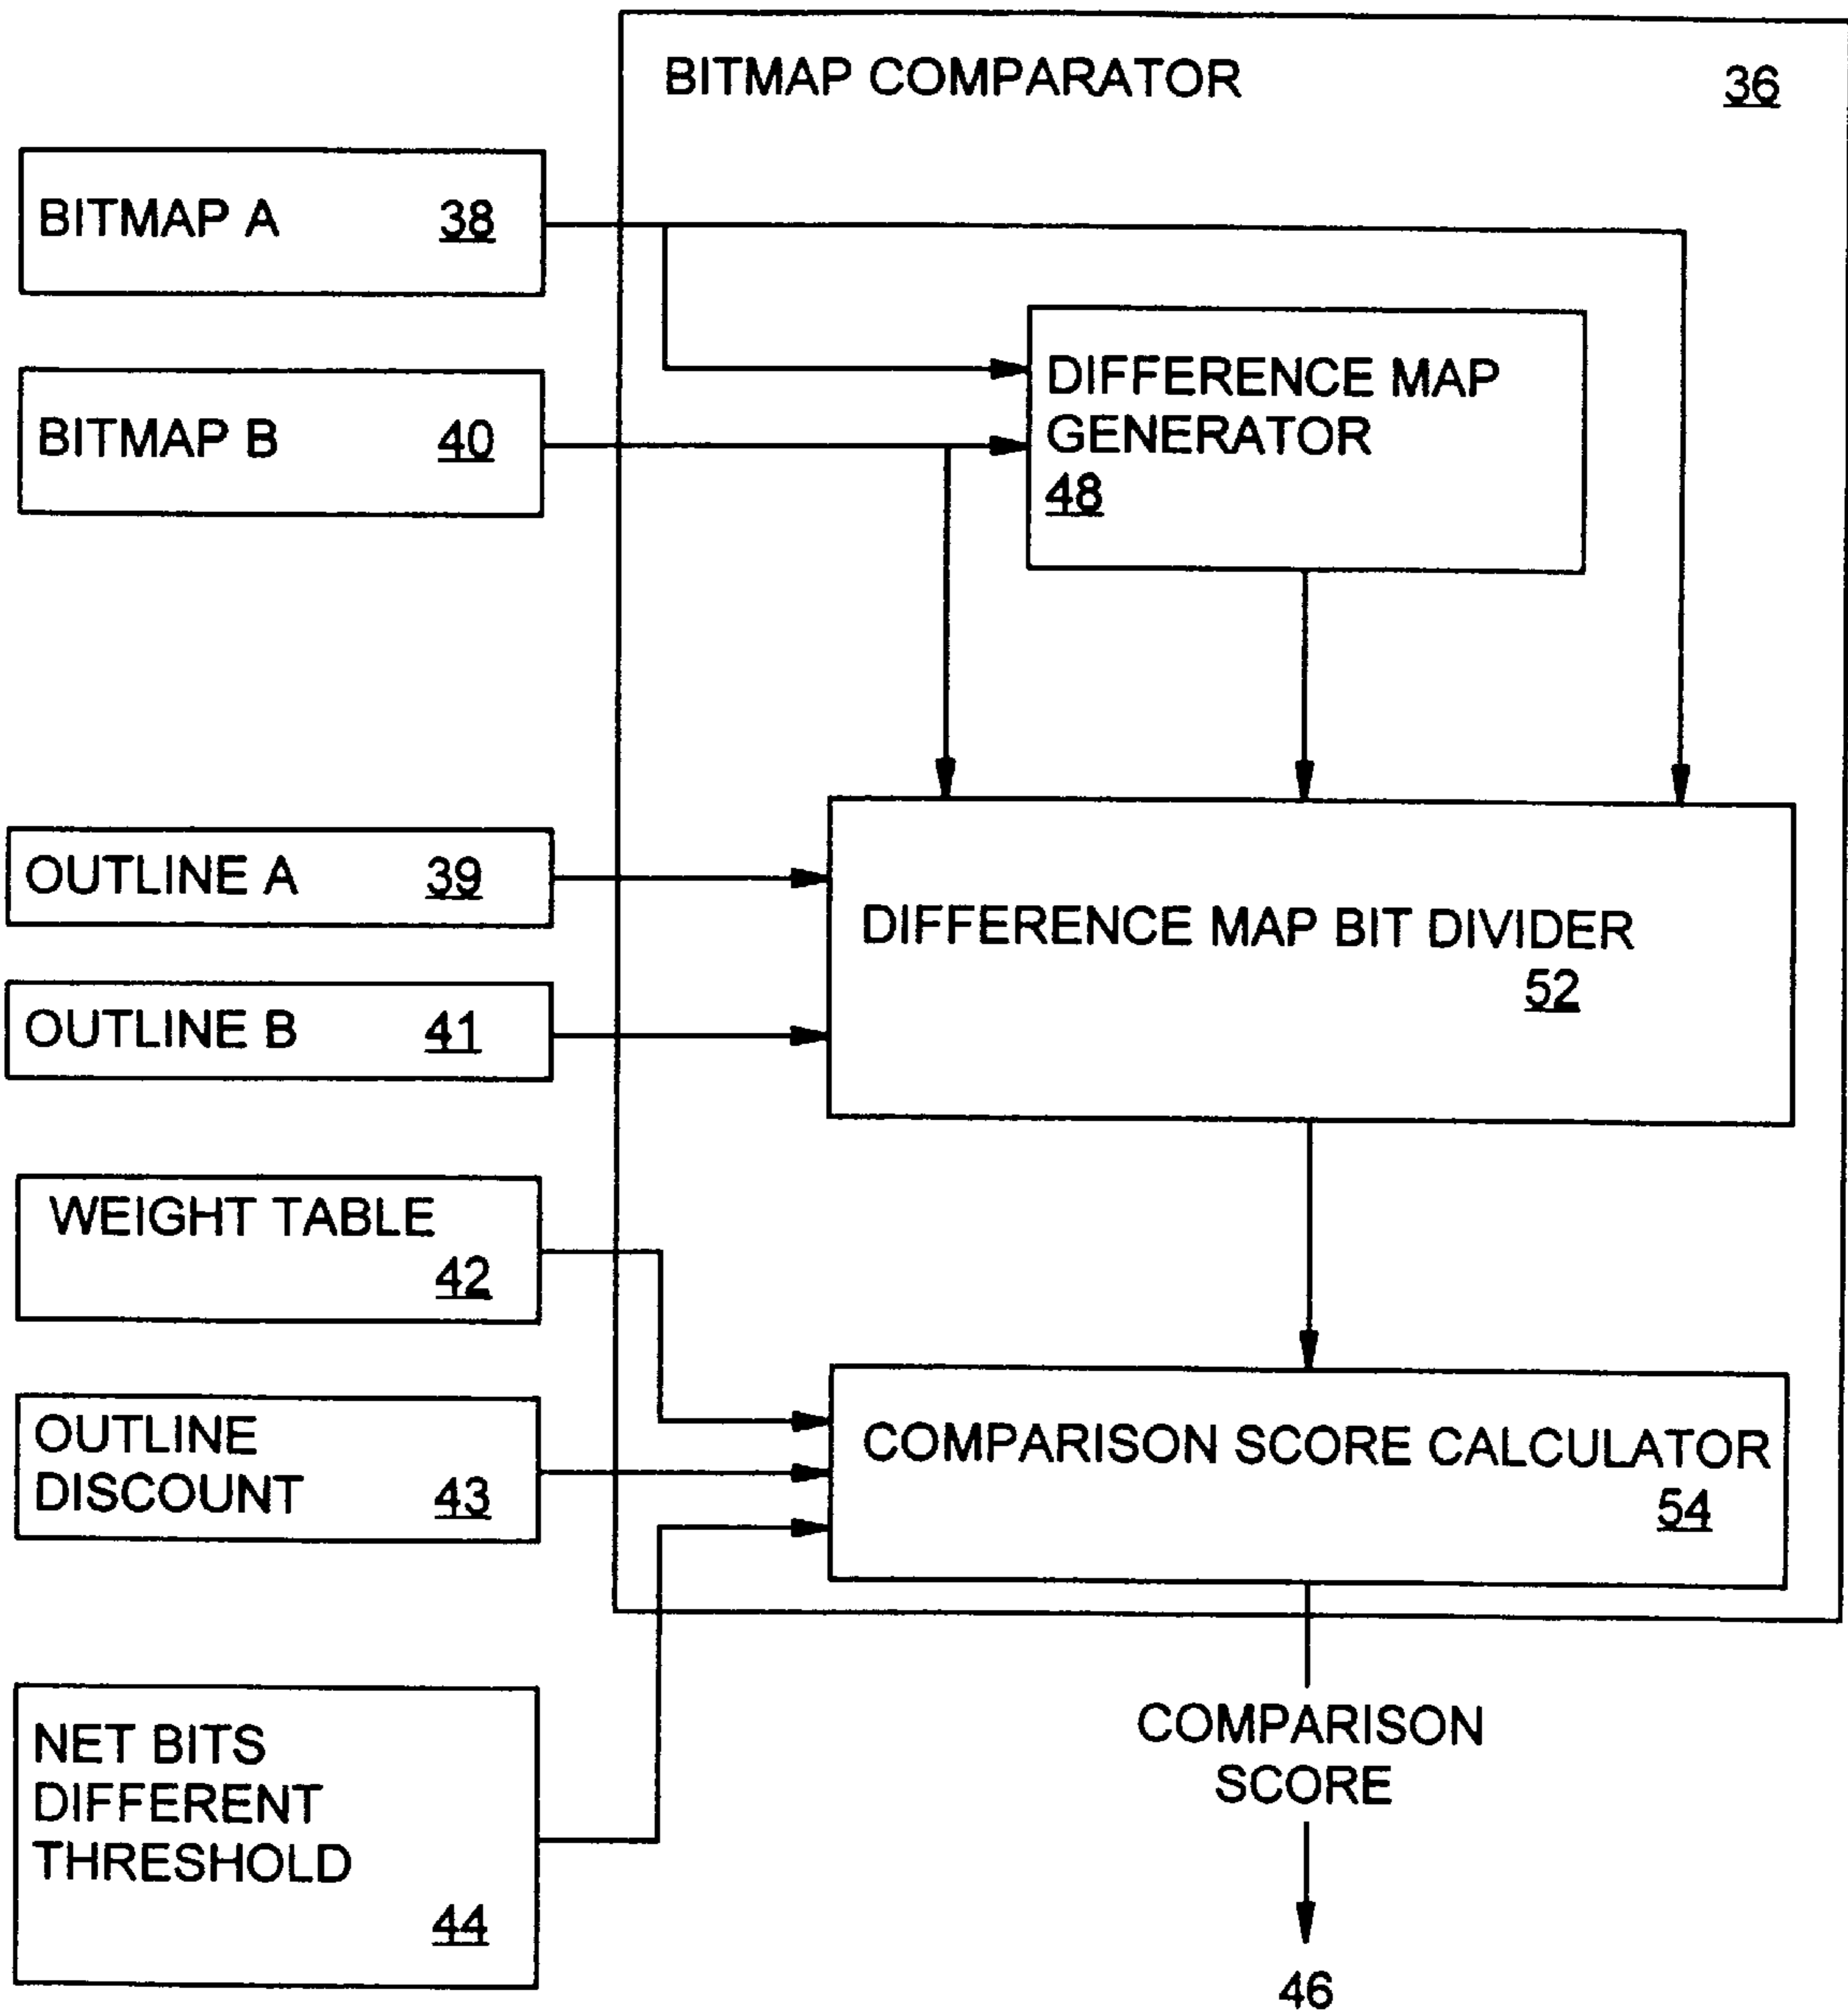 BITMAP COMPARATOR 36
BITMAP A 38
BITMAP B 40
DIFFERENCE MAP
GENERATOR
48
OUTLINE A 39
DIFFERENCE MAP BIT DIVIDER
52
OUTLINE B 41
WEIGHT TABLE
42
OUTLINE
DISCOUNT 43
COMPARISON SCORE CALCULATOR
54
NET BITS
DIFFERENT
THRESHOLD
44
COMPARISON
SCORE
46